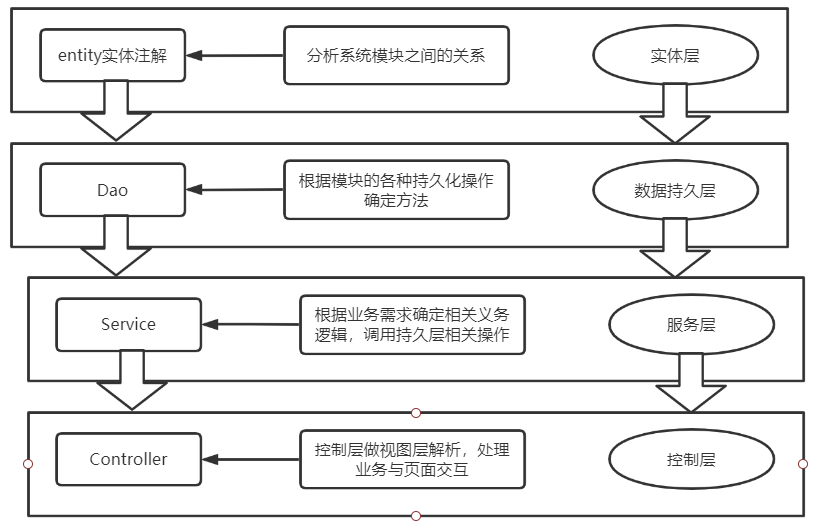 entity实体注解
分析系统模块之间的关系
实体层
Dao
根据模块的各种持久化操作
确定方法
数据持久层
Service
根据业务需求确定相关义务
逻辑，调用持久层相关操作
服务层
Controller
控制层做视图层解析，处理
业务与页面交互
控制层